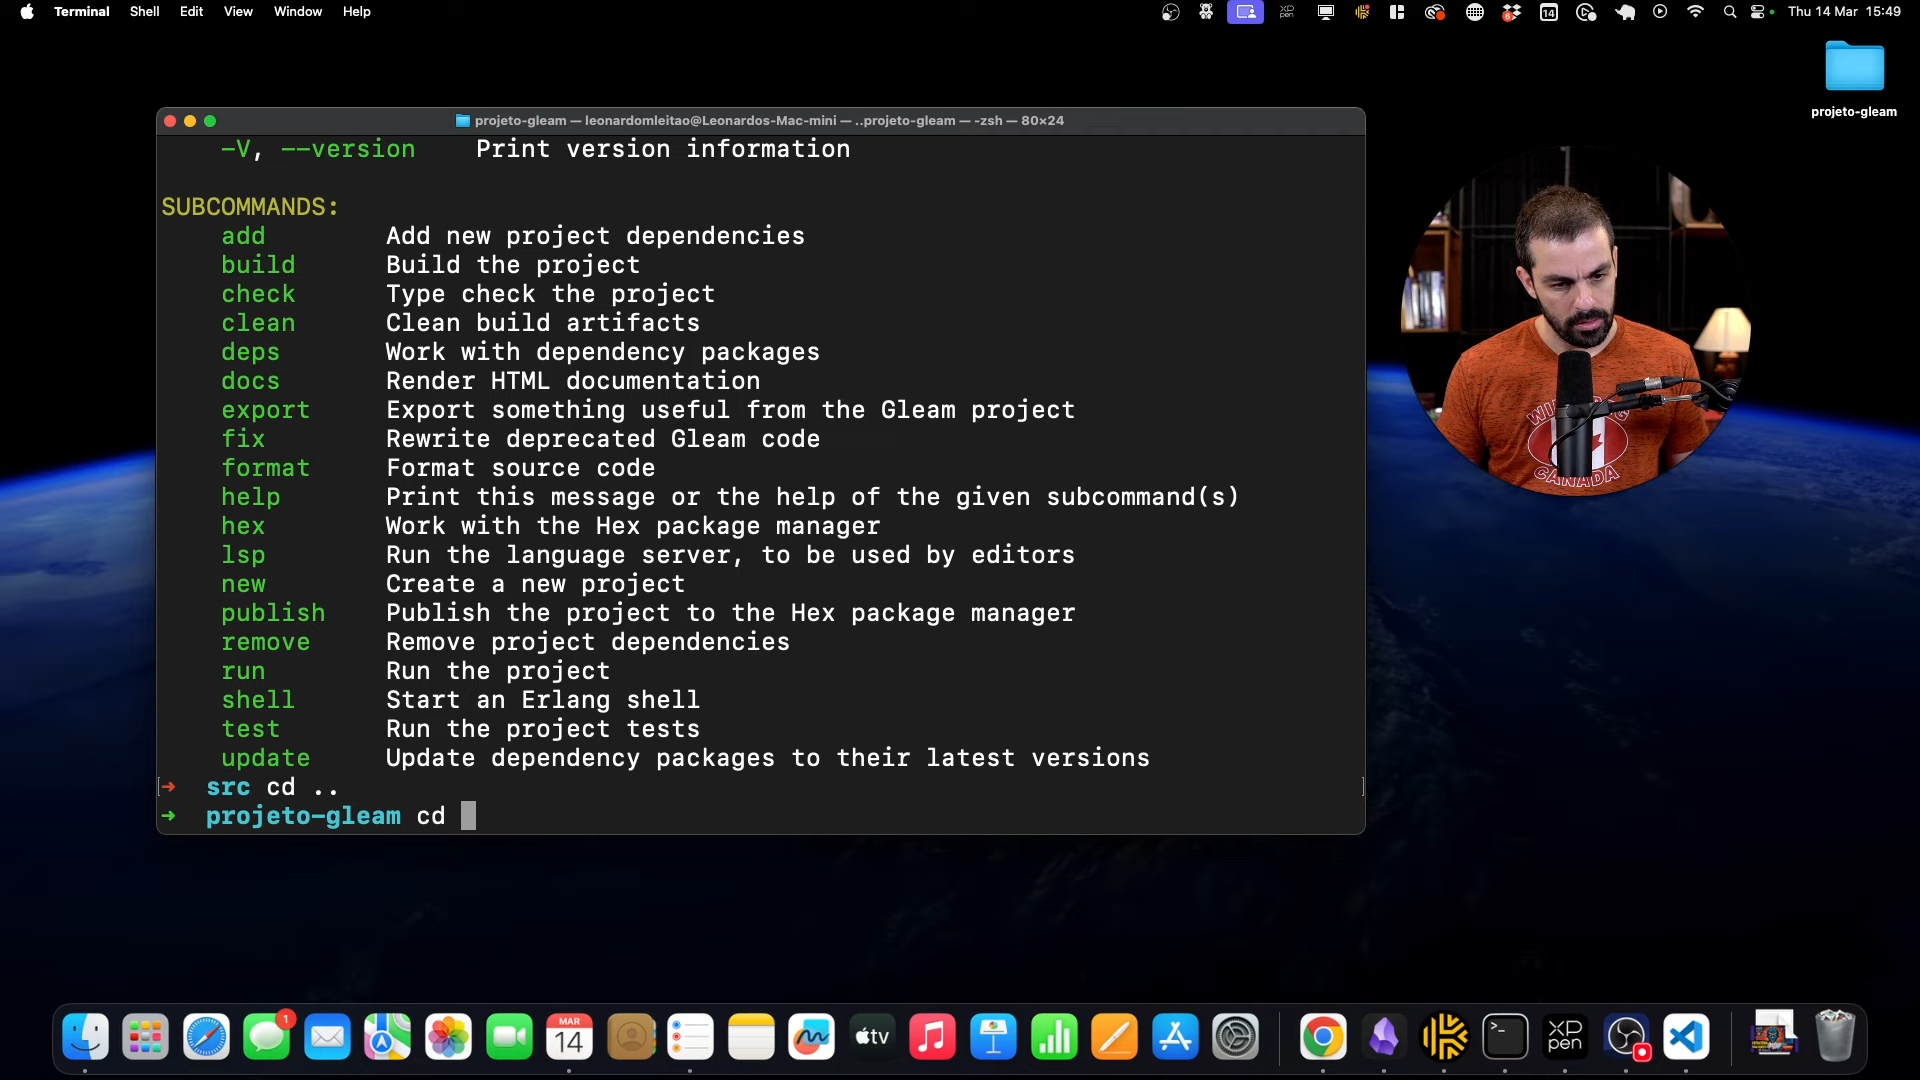 Terminal Shell Edit View Window Help
6 14 Thu 14 Mar 15:49
projeto-gleam
projeto-gleam — leonardomleitao@Leonardos-Mac-mini — ..projeto-gleam — -zsh — 80×24
-V, --version Print version information
SUBCOMMANDS:
add Add new project dependencies
build Build the project
check Type check the project
clean Clean build artifacts
deps Work with dependency packages
docs Render HTML documentation
export Export something useful from the Gleam project
fix Rewrite deprecated Gleam code
format Format source code
help Print this message or the help of the given subcommand(s)
hex Work with the Hex package manager
lsp Run the language server, to be used by editors
new Create a new project
publish Publish the project to the Hex package manager
remove Remove project dependencies
run Run the project
shell Start an Erlang shell
test Run the project tests
update Update dependency packages to their latest versions
[→ src cd .. ]
→ projeto-gleam cd
CANADA
1
MAR
14
tv
XP
pen